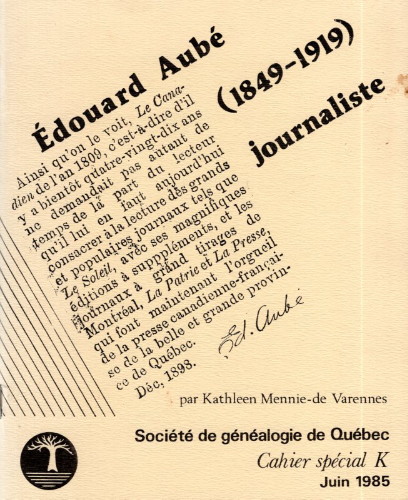 Édouard Aubé
(1849-1919)
journaliste
Ainsi qu'on le voit, Le Cana-
dien de l'an 1809, c'est-à-dire d'il
y a bientôt quatre-vingt-dix ans
ne demandait pas autant de
temps de la part du lecteur
qu'il lui en faut aujourd'hui
consacrer à la lecture des grands
et populaires journaux tels que
Le Soleil, avec ses magnifiques
éditions à supppléments, et les
journaux à grand tirages de
Montréal, La Patrie et La Presse,
qui font maintenant l'orgueil
de la presse canadienne-françai-
se de la belle et grande provin-
ce de Québec.
Déc, 1898.
Ed. Aubé
par Kathleen Mennie-de Varennes
Société de généalogie de Québec
Cahier spécial K
Juin 1985